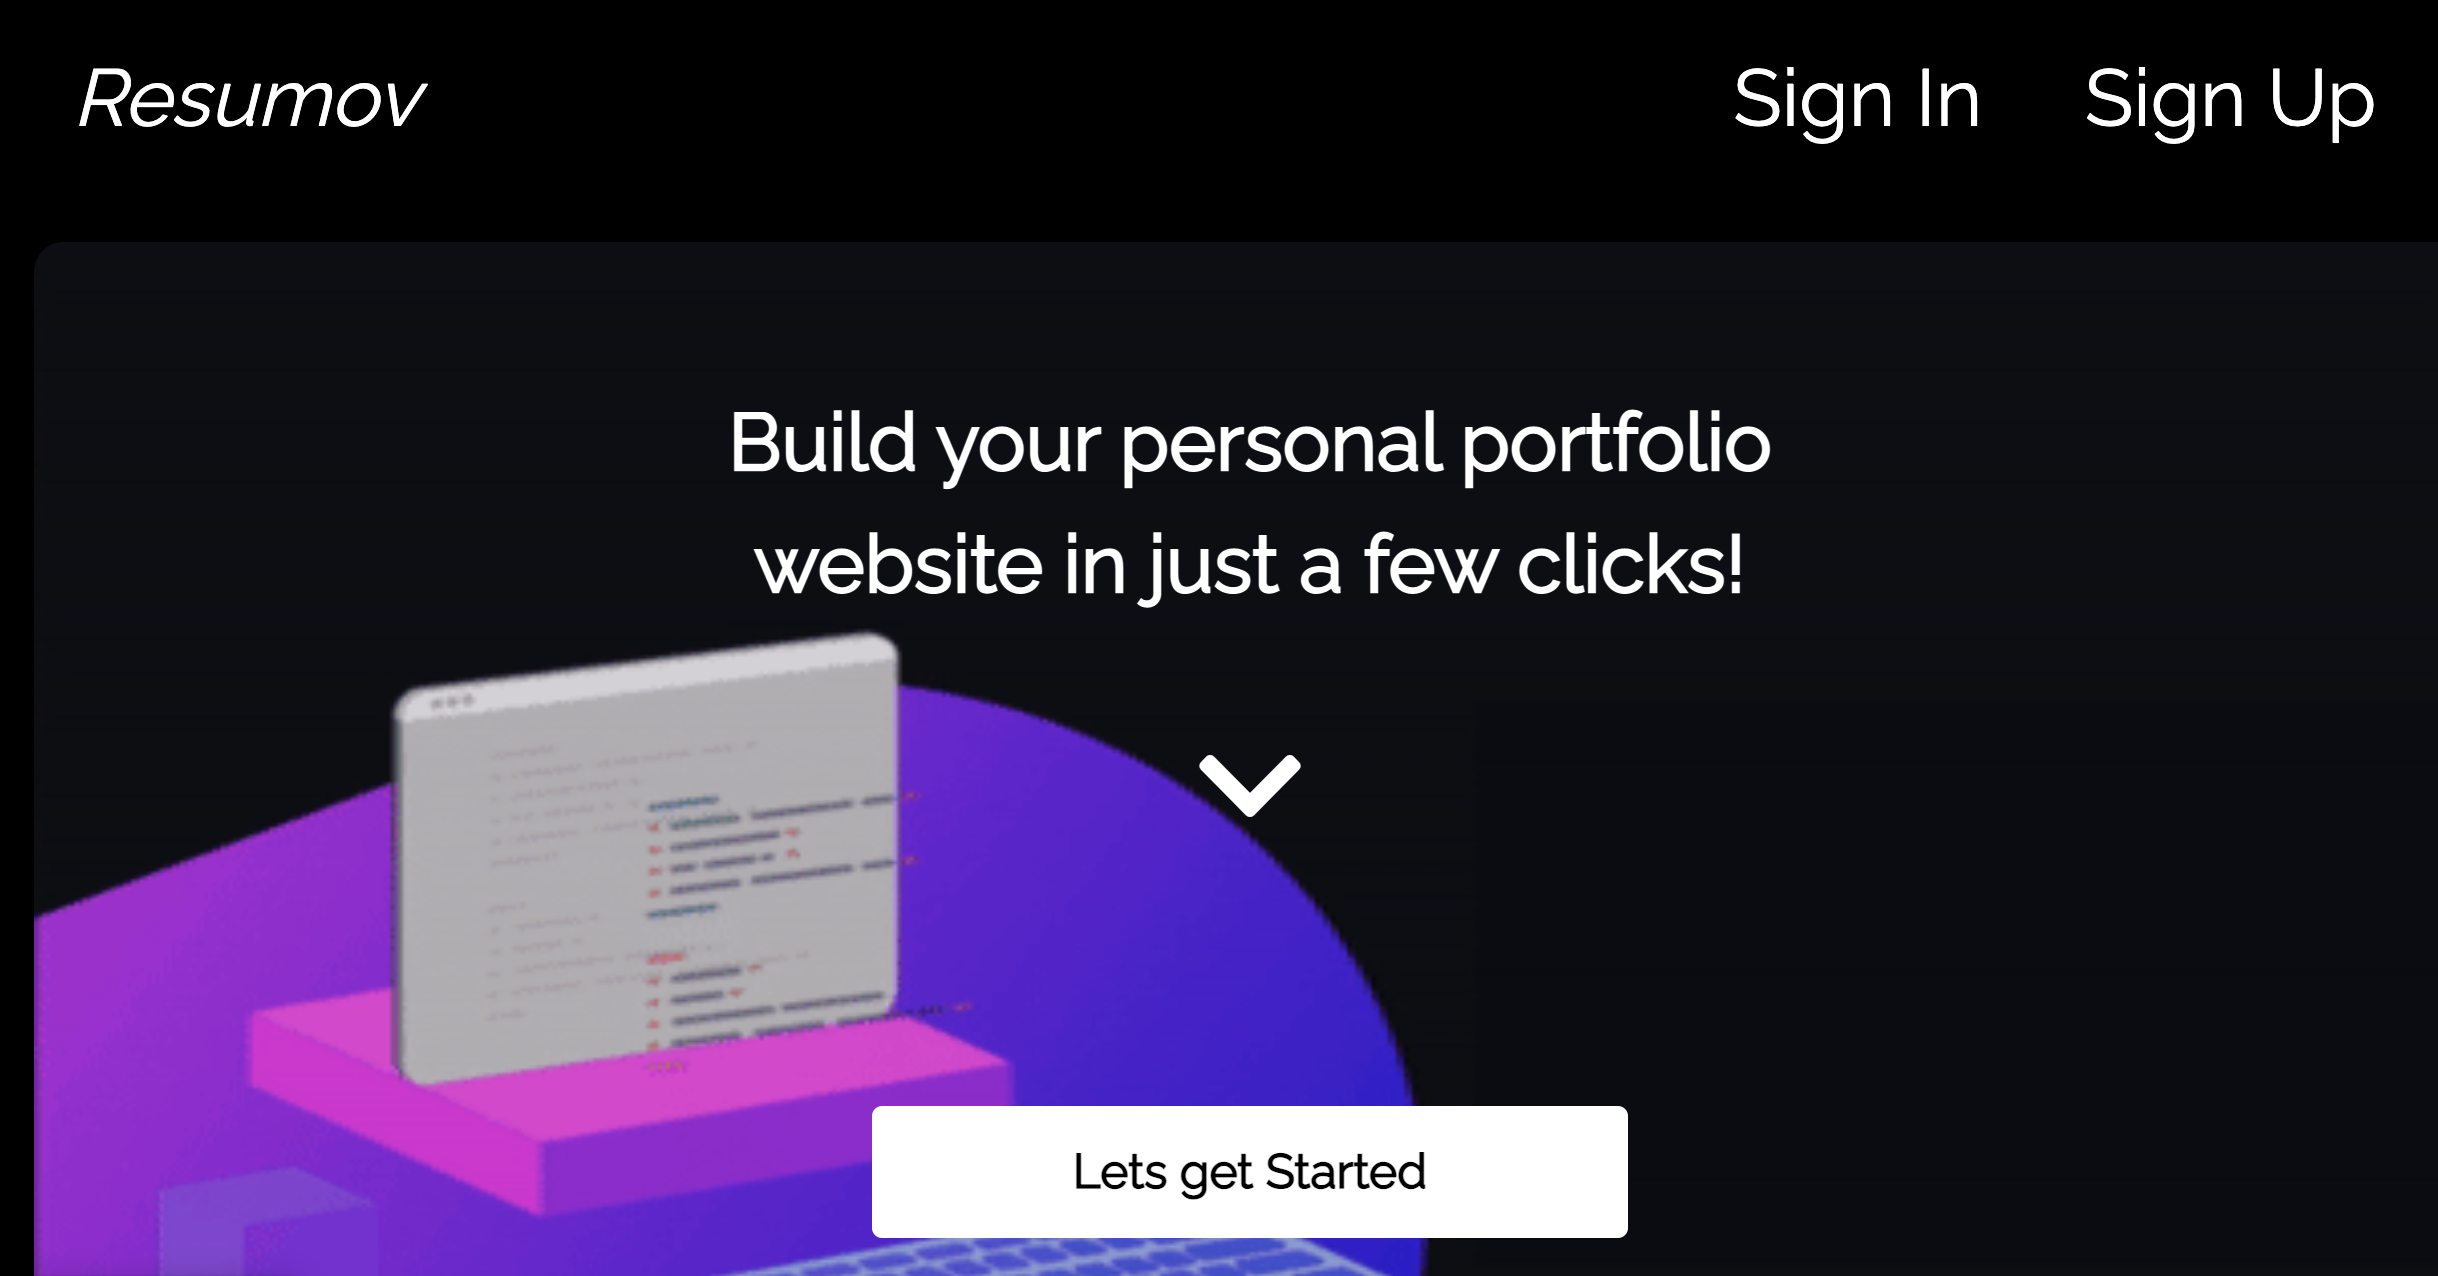 Resumov
Sign In
Sign Up
Build your personal portfolio
website in just a few clicks!
Lets get Started